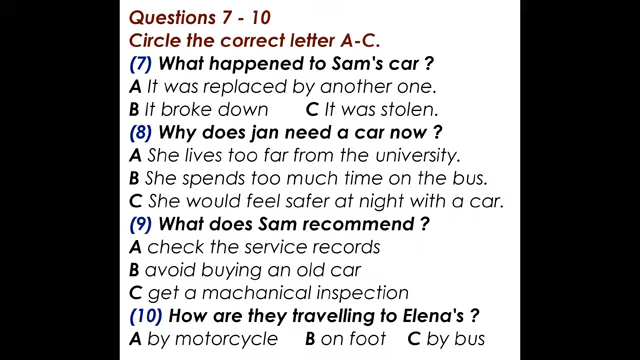 Questions 7 - 10
Circle the correct letter A-C.
(7) What happened to Sam's car ?
A It was replaced by another one.
B It broke down C It was stolen.
(8) Why does jan need a car now ?
A She lives too far from the university.
B She spends too much time on the bus.
C She would feel safer at night with a car.
(9) What does Sam recommend ?
A check the service records
B avoid buying an old car
C get a machanical inspection
(10) How are they travelling to Elena's ?
A by motorcycle B on foot C by bus